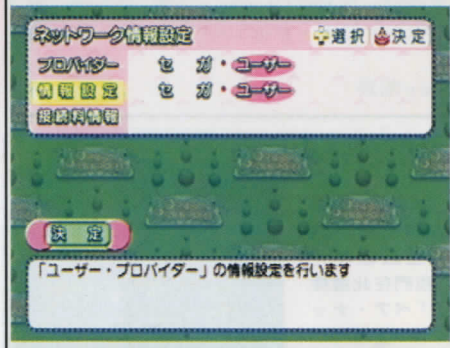 ネットワーク情報設定 選択 決定
プロバイダー セガ・ユーザー
情報設定 セガ・ユーザー
接続料情報
決定
「ユーザー・プロバイダー」の情報設定を行います